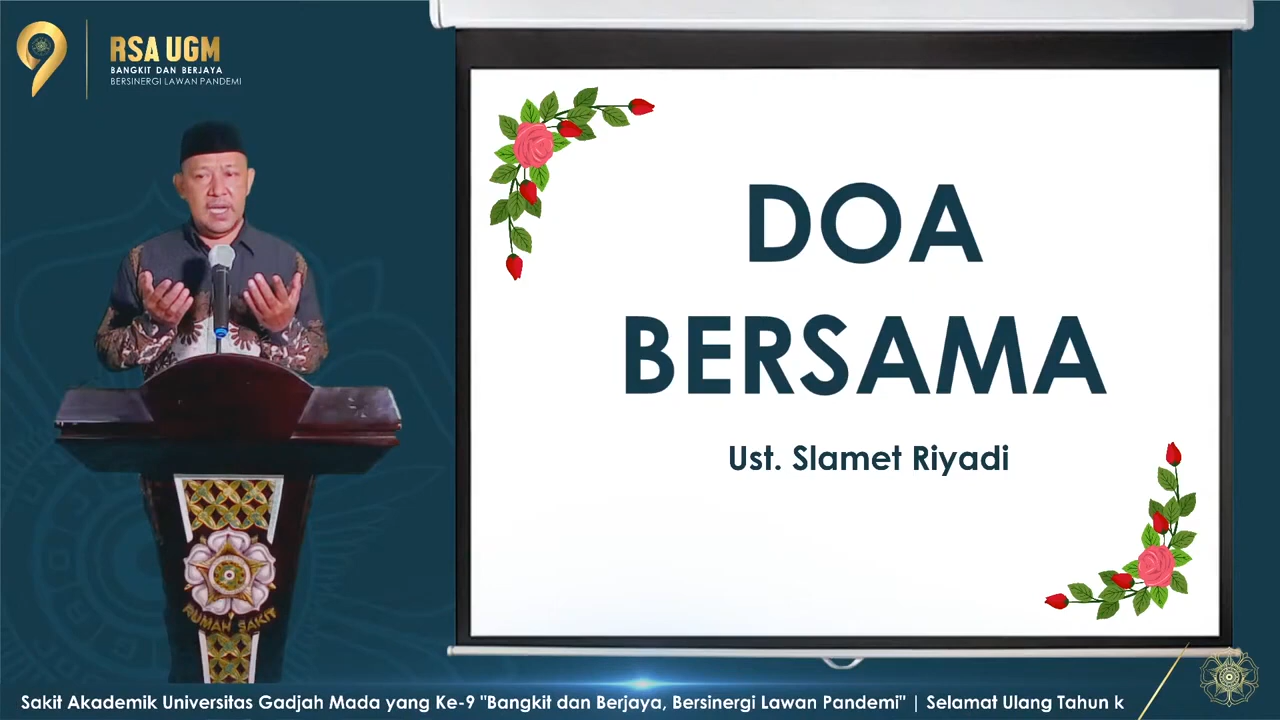 RSA UGM
BANGKIT DAN BERJAYA
BERSINERGI LAWAN PANDEMI
DOA
BERSAMA
Ust. Slamet Riyadi
RUMAH SAKIT
Sakit Akademik Universitas Gadjah Mada yang Ke-9 "Bangkit dan Berjaya, Bersinergi Lawan Pandemi" | Selamat Ulang Tahun k